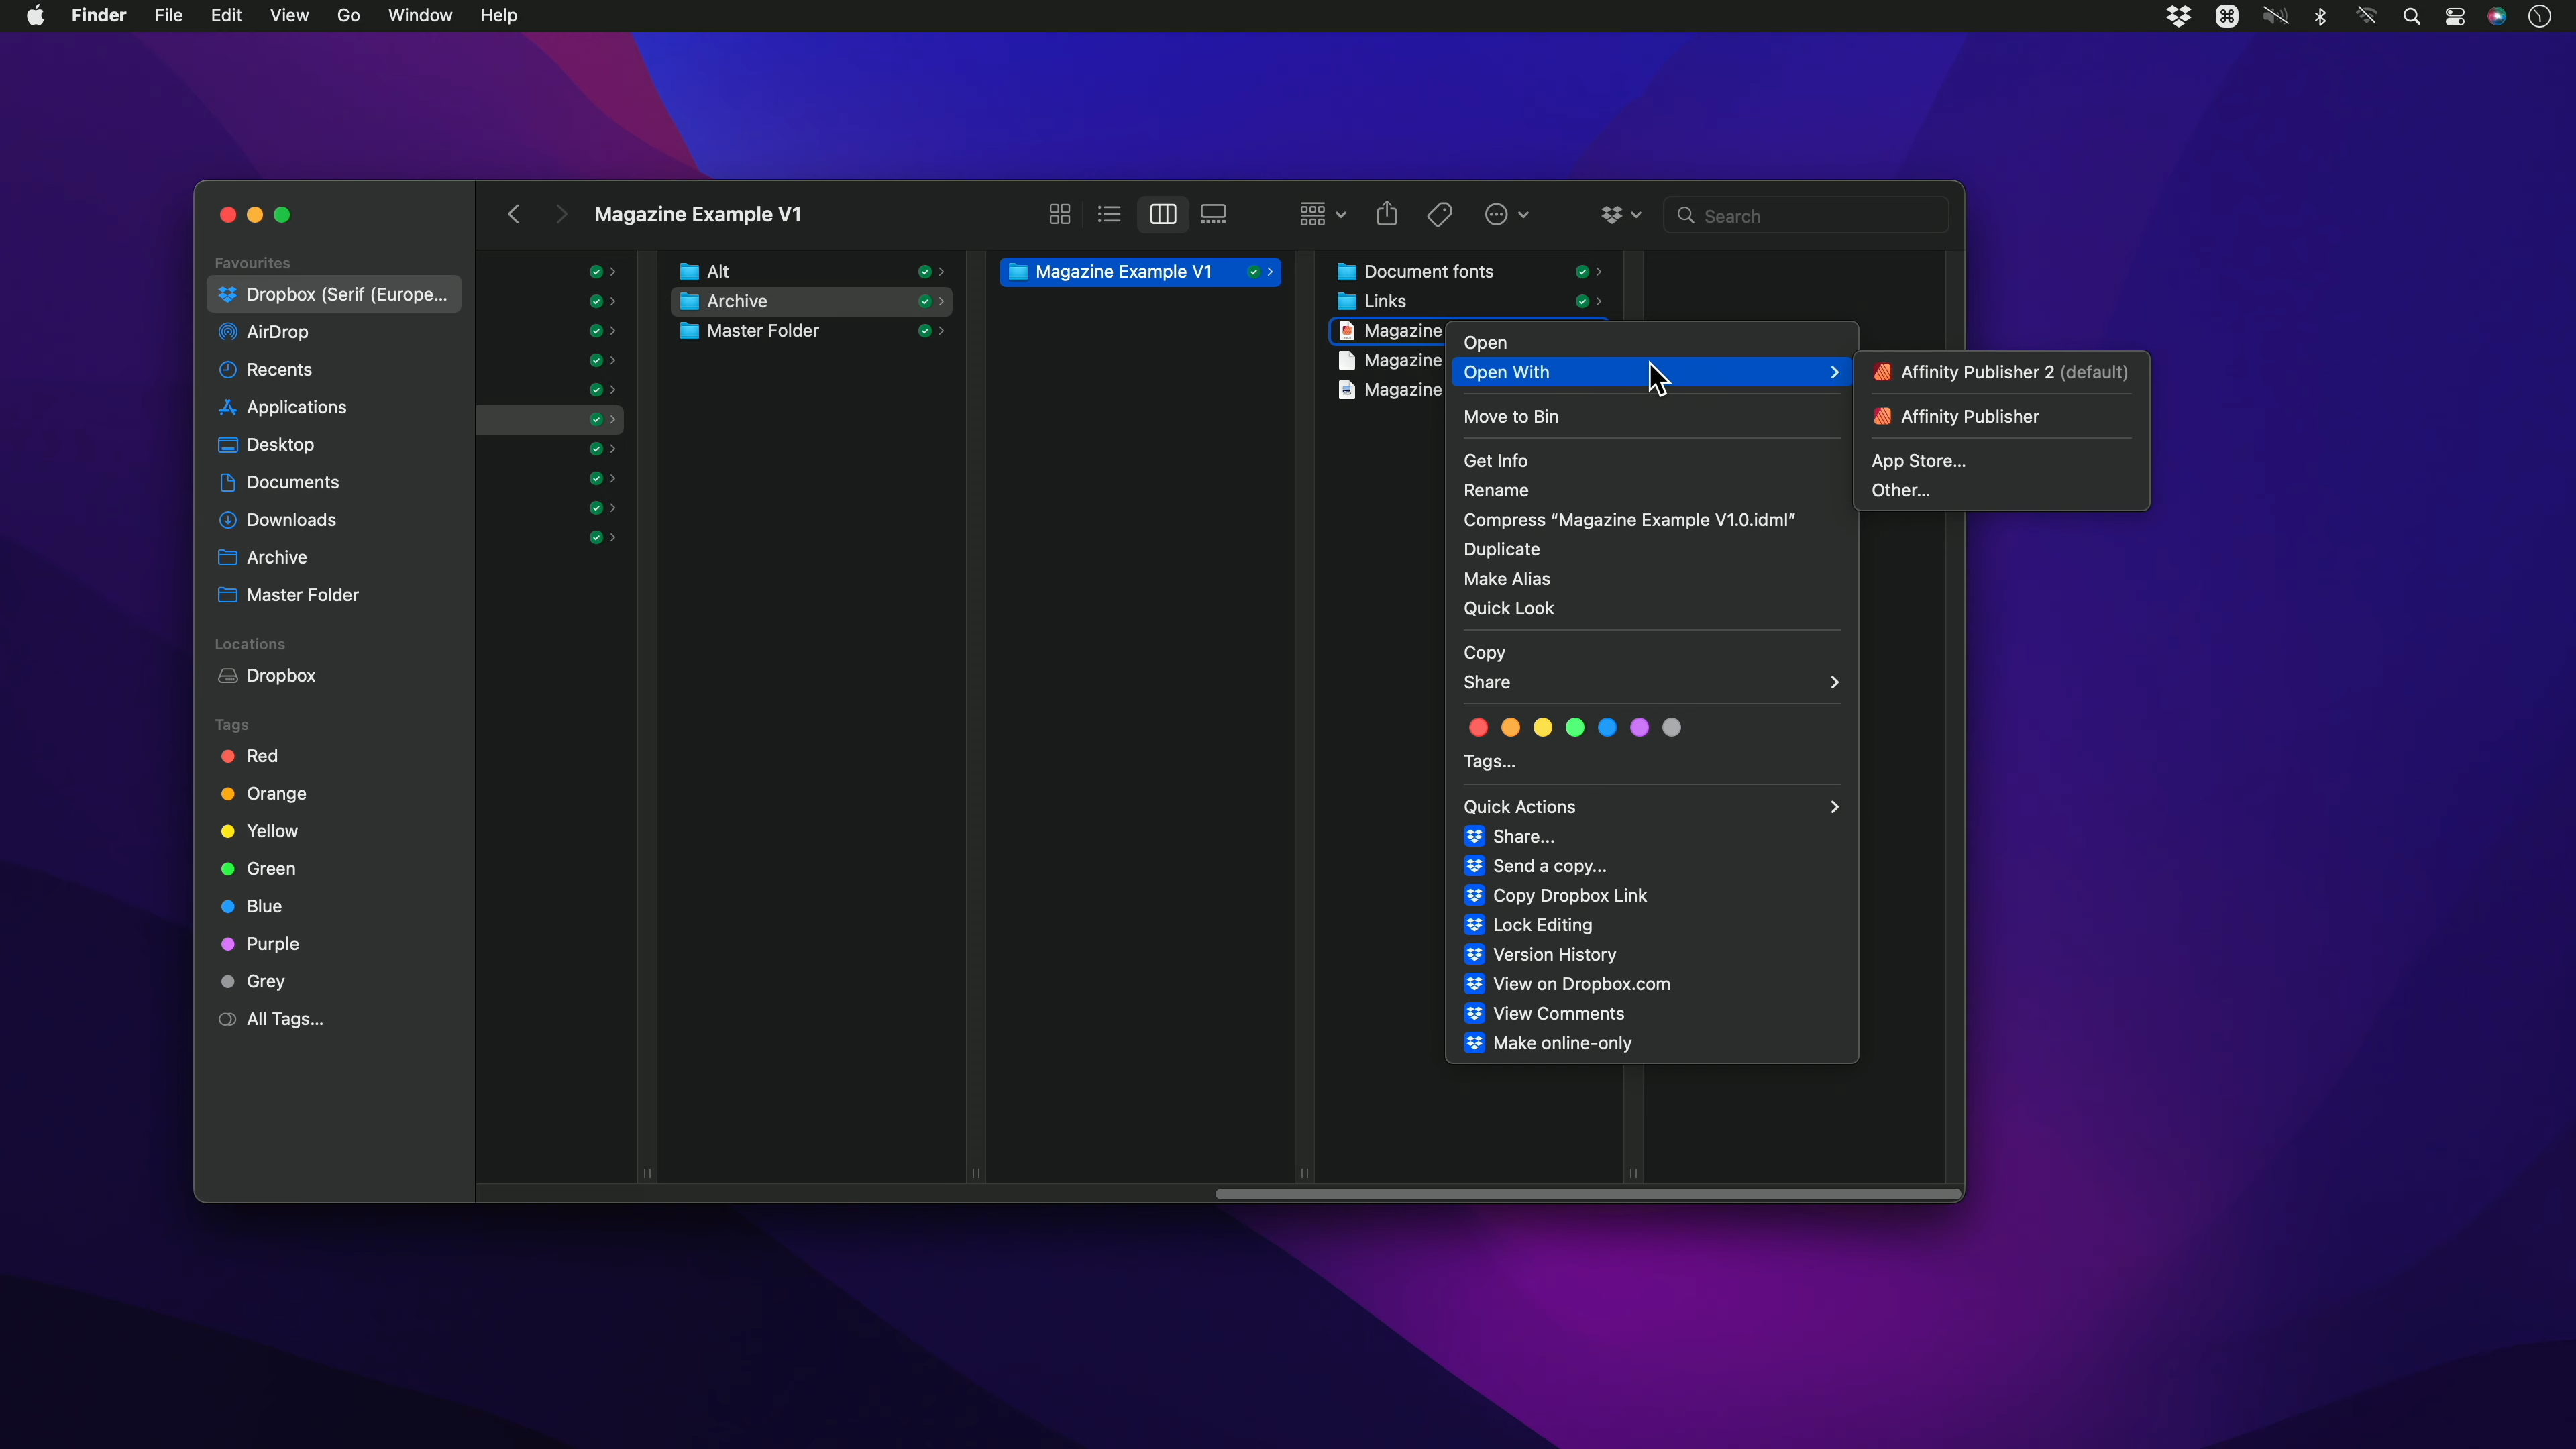 Finder File Edit View Go Window Help
Magazine Example V1
Search
Favourites
Dropbox (Serif (Europe...
AirDrop
Recents
Applications
Desktop
Documents
Downloads
Archive
Master Folder
Locations
Dropbox
Tags
Red
Orange
Yellow
Green
Blue
Purple
Grey
All Tags...
Alt
Archive
Master Folder
Magazine Example V1
Document fonts
Links
Magazine
Magazine
Magazine
Open
Open With
Move to Bin
Get Info
Rename
Compress “Magazine Example V1.0.idml”
Duplicate
Make Alias
Quick Look
Copy
Share
Tags...
Quick Actions
Share...
Send a copy...
Copy Dropbox Link
Lock Editing
Version History
View on Dropbox.com
View Comments
Make online-only
Affinity Publisher 2 (default)
Affinity Publisher
App Store...
Other...